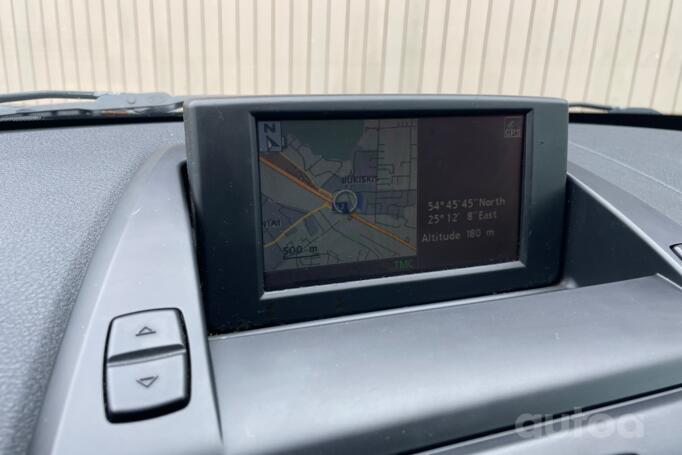 N
GPS
BUKISKIS
54°45'45''North
25°12' 8''East
Altitude 180 m
500 m
TMC
autoa